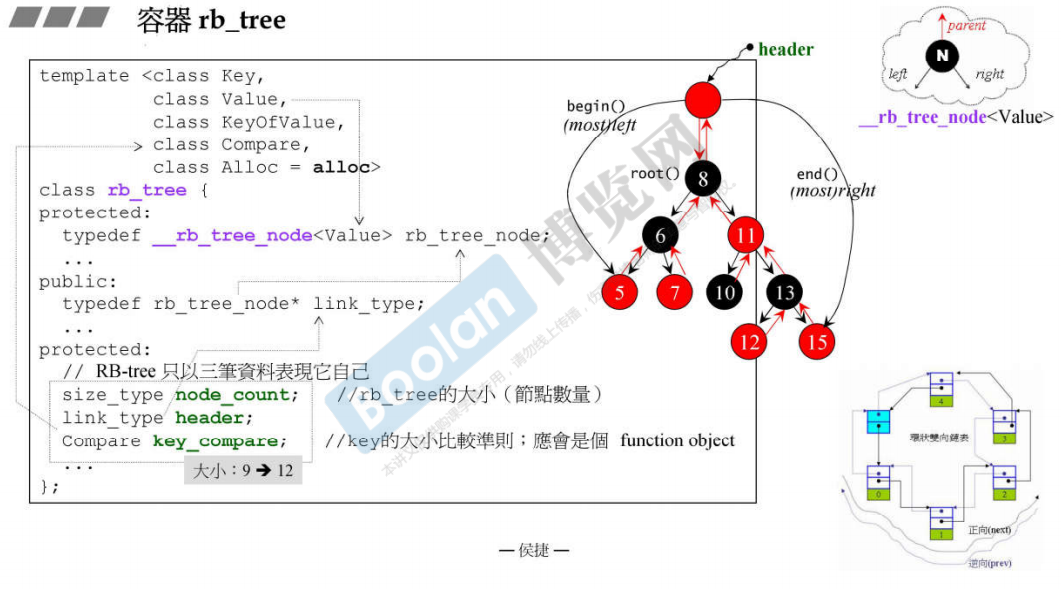 容器 rb_tree
template <class Key,
class Value,
class KeyOfValue,
class Compare,
class Alloc = alloc>
class rb_tree {
protected:
typedef __rb_tree_node<Value> rb_tree_node;
...
public:
typedef rb_tree_node* link_type;
...
protected:
// RB-tree 只以三筆資料表現它自己
size_type node_count; //rb_tree的大小（節點數量）
link_type header;
Compare key_compare; //key的大小比較準則；應會是個 function object
...
大小：9 ➔ 12
};
header
begin()
(most)left
root()
end()
(most)right
8
6
11
5
7
10
13
12
15
parent
N
left
right
__rb_tree_node<Value>
4
3
環狀雙向鏈表
0
2
1
正向(next)
逆向(prev)
Boolan 博览网
— 侯捷 —